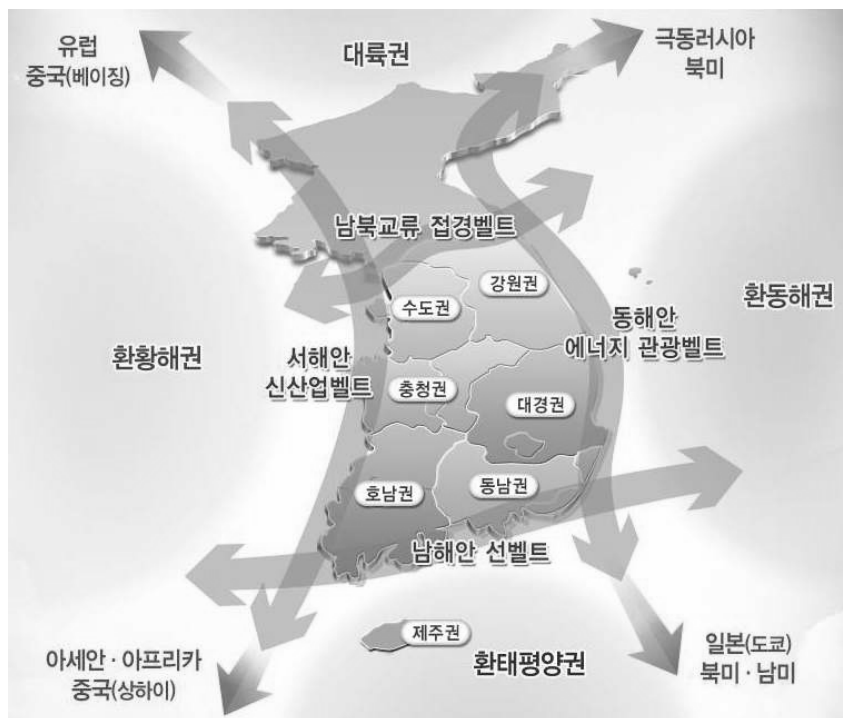 유럽
중국(베이징)
대륙권
극동러시아
북미
남북교류 접경벨트
강원권
수도권
환동해권
동해안
에너지 관광벨트
환황해권
서해안
신산업벨트
충청권
대경권
호남권
동남권
남해안 선벨트
제주권
아세안·아프리카
중국(상하이)
환태평양권
일본(도쿄)
북미·남미